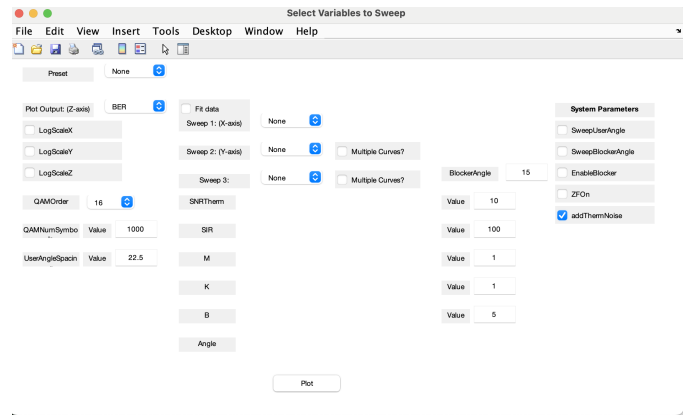 Select Variables to Sweep
File Edit View Insert Tools Desktop Window Help
Preset None
Plot Output: (Z-axis) BER Fit data System Parameters
Sweep 1: (X-axis) None
LogScaleX SweepUserAngle
LogScaleY Sweep 2: (Y-axis) None Multiple Curves? SweepBlockerAngle
LogScaleZ Sweep 3: None Multiple Curves? BlockerAngle 15 EnableBlocker
QAMOrder 16 SNRTherm Value 10 ZFOn
addThermNoise
QAMNumSymbo Value 1000 SIR Value 100
UserAngleSpacin Value 22.5 M Value 1
K Value 1
B Value 5
Angle
Plot